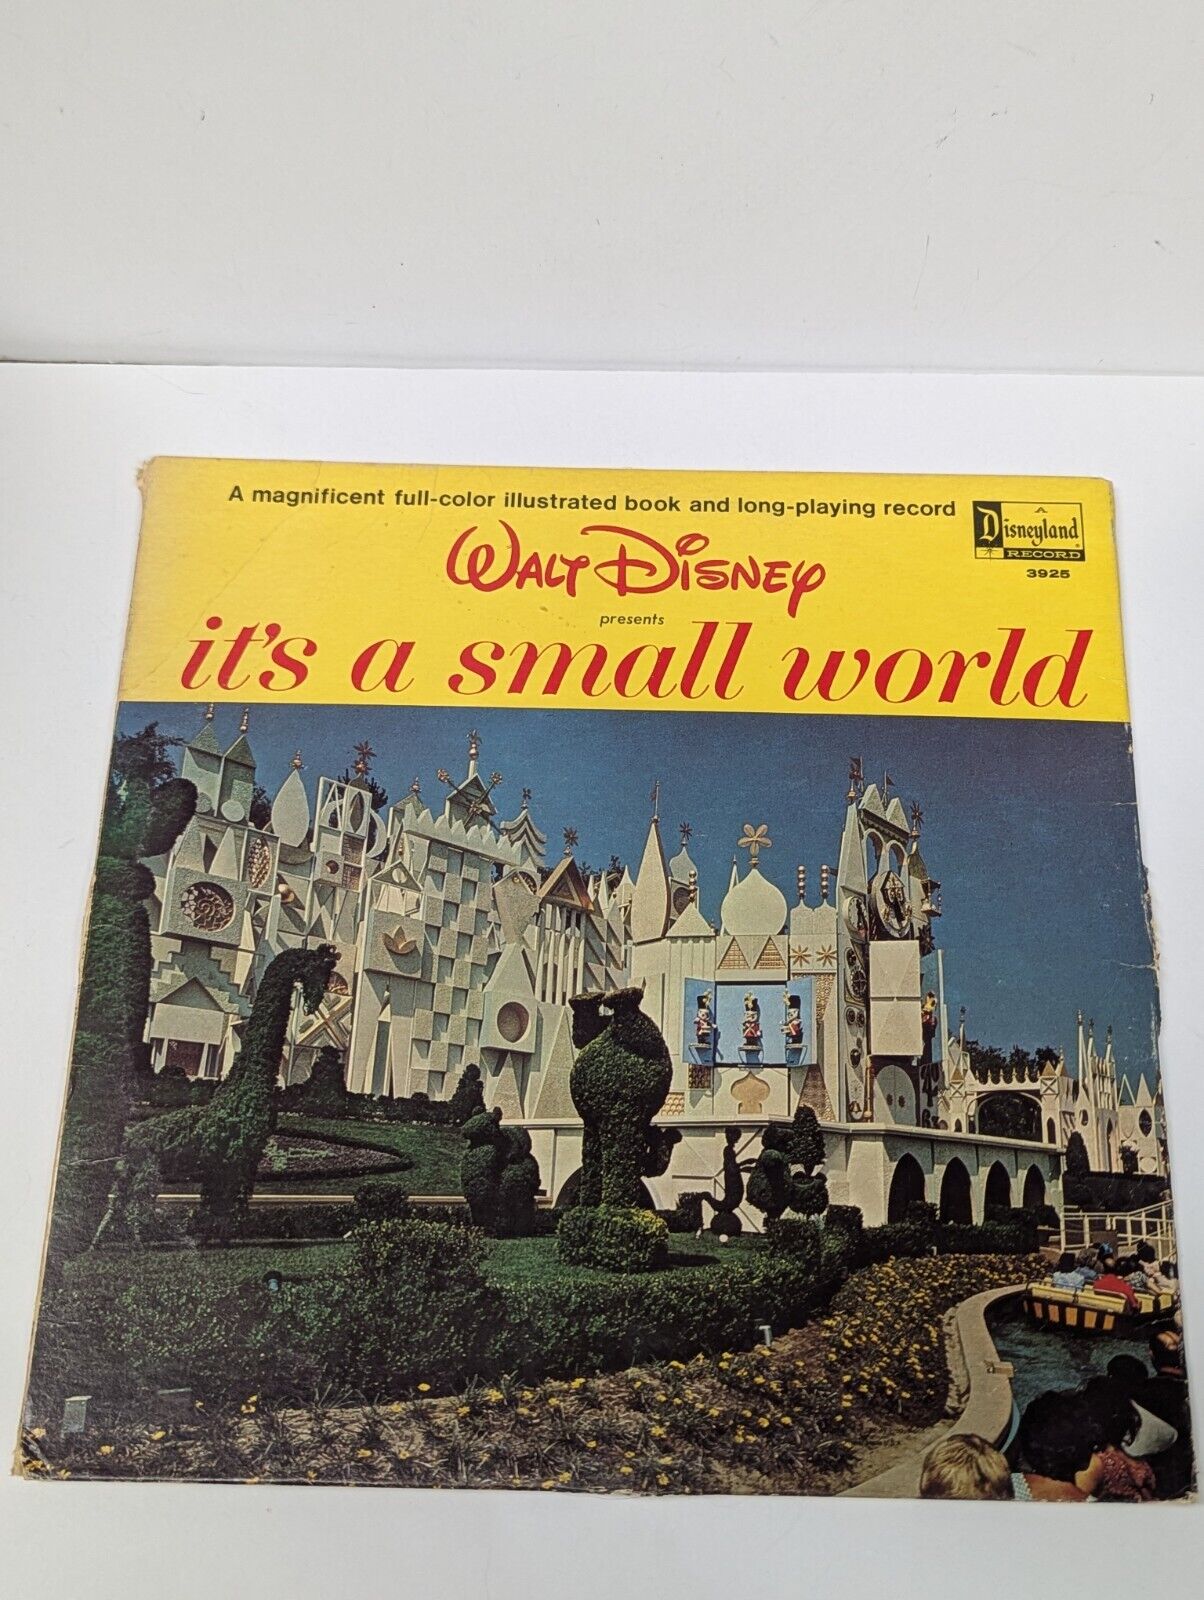 A magnificent full-color illustrated book and long-playing record
A
Disneyland
RECORD
3925
WALT DISNEY
presents
it's a small world